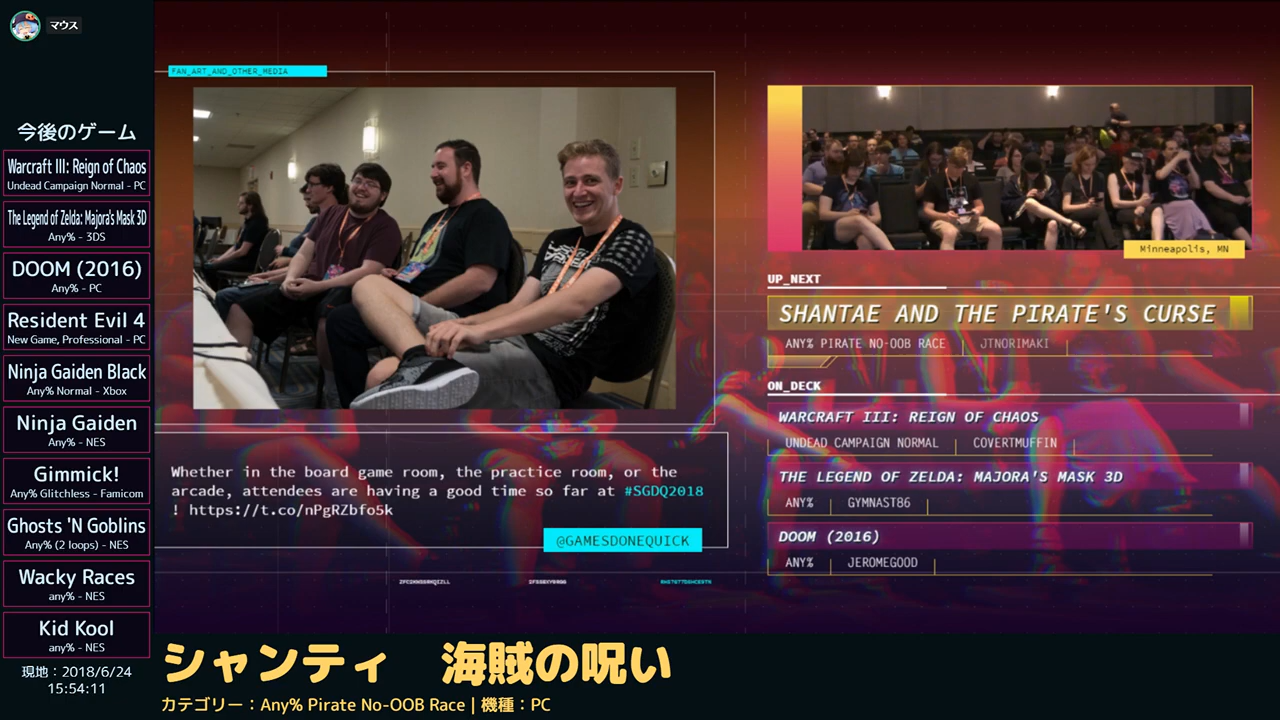 マウス
今後のゲーム
Warcraft III: Reign of Chaos
Undead Campaign Normal - PC
The Legend of Zelda: Majora's Mask 3D
Any% - 3DS
DOOM (2016)
Any% - PC
Resident Evil 4
New Game, Professional - PC
Ninja Gaiden Black
Any% Normal - Xbox
Ninja Gaiden
Any% - NES
Gimmick!
Any% Glitchless - Famicom
Ghosts 'N Goblins
Any% (2 loops) - NES
Wacky Races
any% - NES
Kid Kool
any% - NES
現地：2018/6/24
15:54:11
FAN_ART_AND_OTHER_MEDIA
Whether in the board game room, the practice room, or the
arcade, attendees are having a good time so far at #SGDQ2018
! https://t.co/nPgRZbfo5k
@GAMESDONEQUICK
Minneapolis, MN
UP_NEXT
SHANTAE AND THE PIRATE'S CURSE
ANY% PIRATE NO-OOB RACE JTNORIMAKI
ON_DECK
WARCRAFT III: REIGN OF CHAOS
UNDEAD CAMPAIGN NORMAL COVERTMUFFIN
THE LEGEND OF ZELDA: MAJORA'S MASK 3D
ANY% GYMNAST86
DOOM (2016)
ANY% JEROMEGOOD
シャンティ　海賊の呪い
カテゴリー：Any% Pirate No-OOB Race | 機種：PC